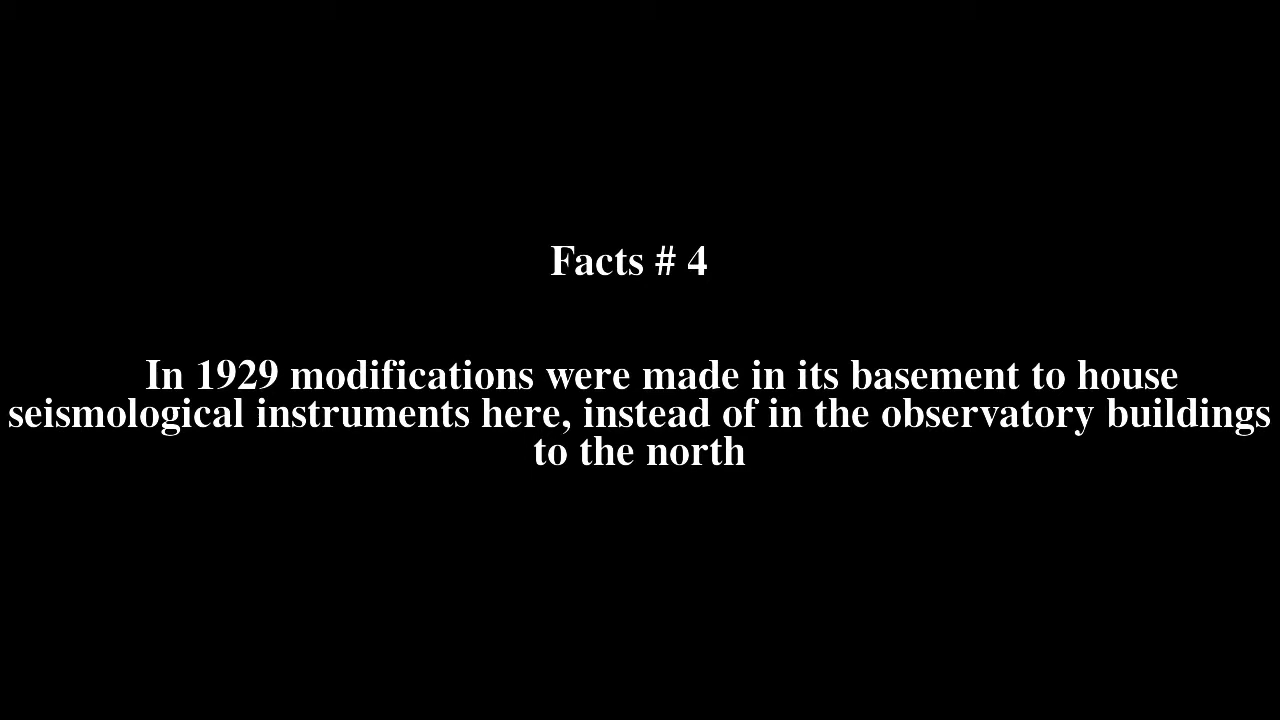 Facts # 4
In 1929 modifications were made in its basement to house
seismological instruments here, instead of in the observatory buildings
to the north